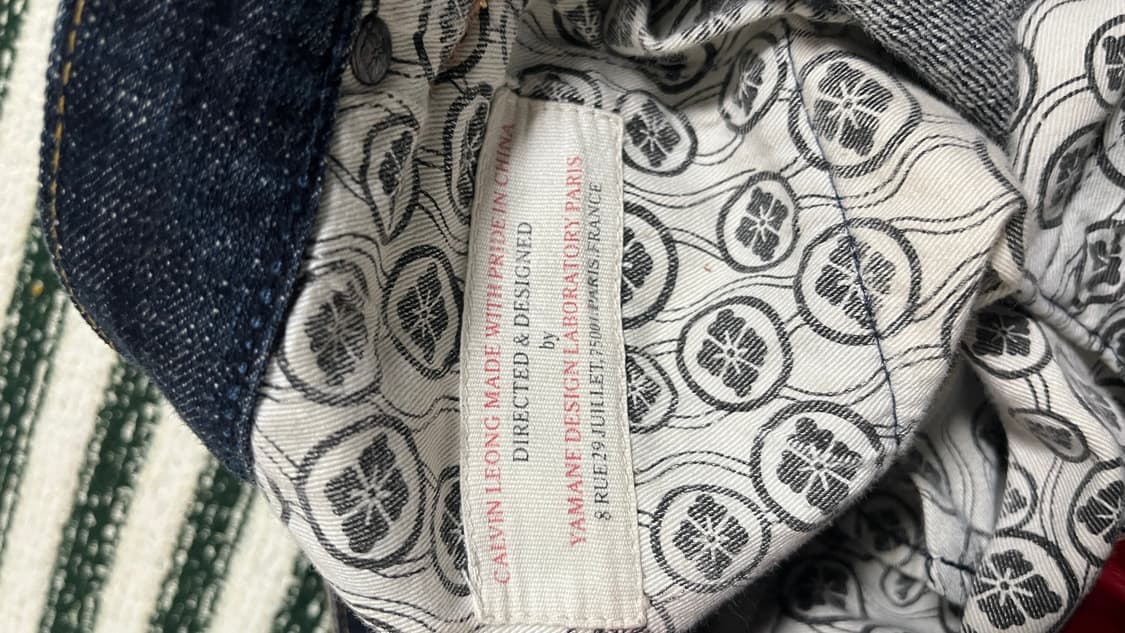 CALVIN LEONG MADE WITH PRIDE IN CHINA
DIRECTED & DESIGNED
by
YAMANE DESIGN LABORATORY PARIS
8 RUE 29 JUILLET.75001 PARIS.FRANCE